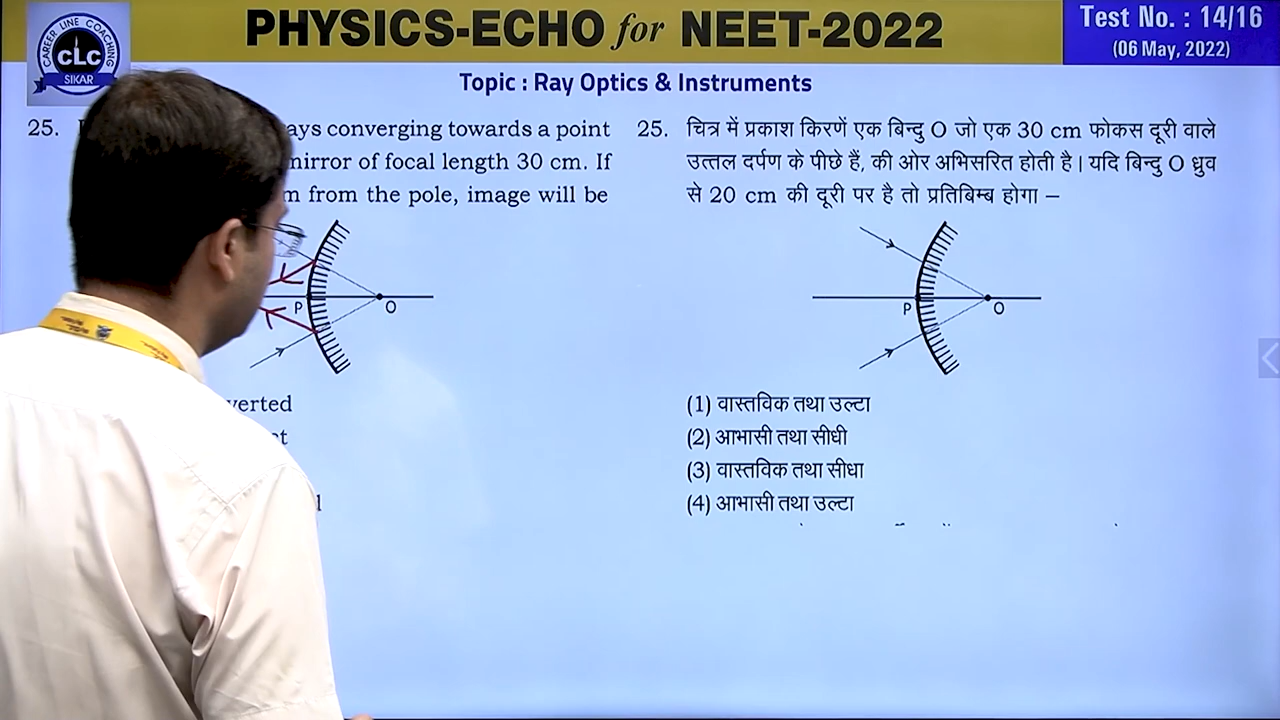 PHYSICS-ECHO for NEET-2022
Test No. : 14/16
(06 May, 2022)
CAREER LINE COACHING
CLC
SIKAR
Topic : Ray Optics & Instruments
25. ays converging towards a point
mirror of focal length 30 cm. If
m from the pole, image will be
P
O
verted
25. चित्र में प्रकाश किरणें एक बिन्दु O जो एक 30 cm फोकस दूरी वाले
उत्तल दर्पण के पीछे हैं, की ओर अभिसरित होती है। यदि बिन्दु O ध्रुव
से 20 cm की दूरी पर है तो प्रतिबिम्ब होगा –
P
O
(1) वास्तविक तथा उल्टा
(2) आभासी तथा सीधी
(3) वास्तविक तथा सीधा
(4) आभासी तथा उल्टा